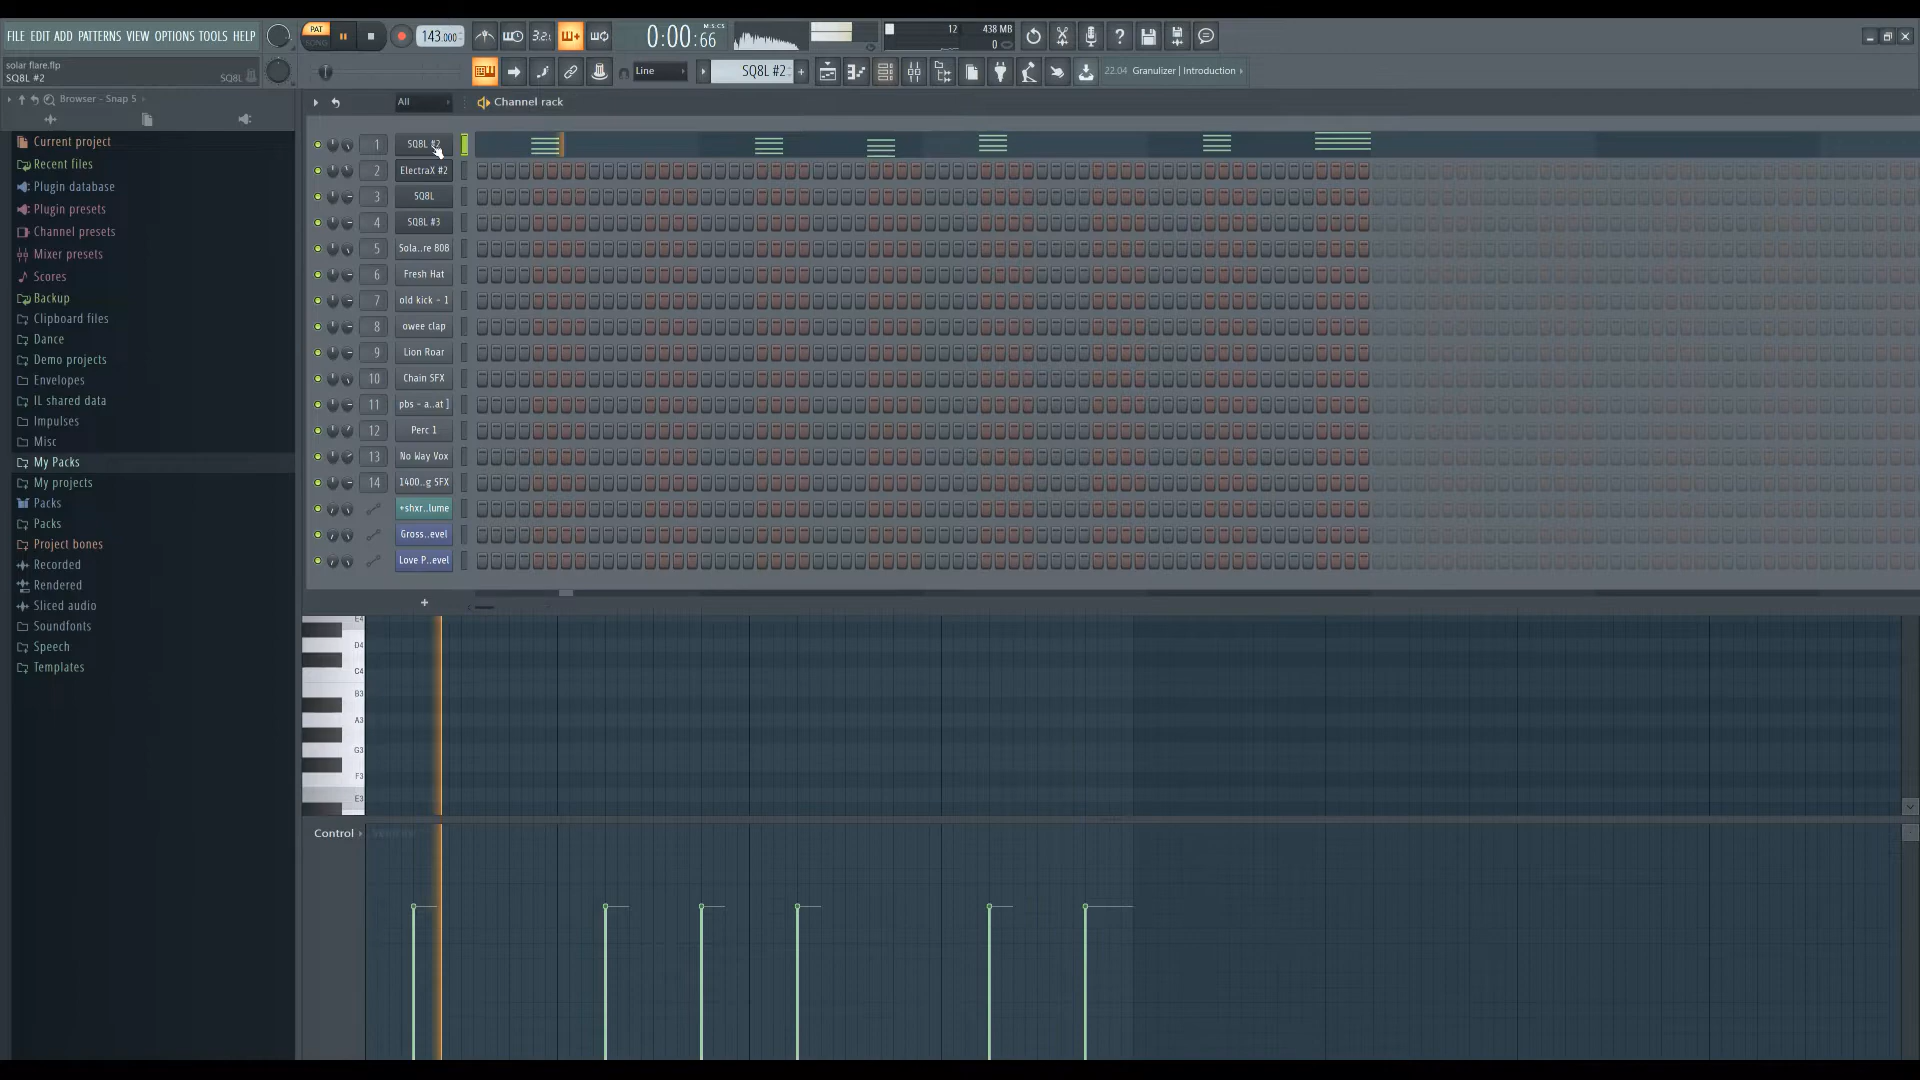 FILE EDIT ADD PATTERNS VIEW OPTIONS TOOLS HELP
PAT
SONG
143.000
3.2.1
0:00:66
M:S:CS
12
438 MB
0
solar flare.flp
SQ8L #2
SQ8L
Line
SQ8L #2
22.04 Granulizer | Introduction
Browser - Snap 5
All
Channel rack
Current project
Recent files
Plugin database
Plugin presets
Channel presets
Mixer presets
Scores
Backup
Clipboard files
Dance
Demo projects
Envelopes
IL shared data
Impulses
Misc
My Packs
My projects
Packs
Packs
Project bones
Recorded
Rendered
Sliced audio
Soundfonts
Speech
Templates
1 SQ8L #2
2 ElectraX #2
3 SQ8L
4 SQ8L #3
5 Sola..re 808
6 Fresh Hat
7 old kick - 1
8 owee clap
9 Lion Roar
10 Chain SFX
11 pbs - a..at ]
12 Perc 1
13 No Way Vox
14 1400..g SFX
+shxr..lume
Gross..evel
Love P..evel
+
E4
D4
C4
B3
A3
G3
F3
E3
Control